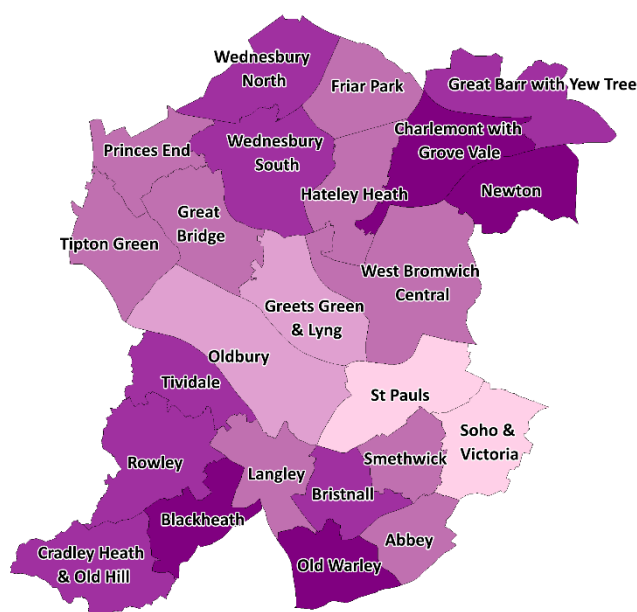 Wednesbury
North
Friar Park
Great Barr with Yew Tree
Charlemont with
Grove Vale
Princes End
Wednesbury
South
Hateley Heath
Newton
Great
Bridge
Tipton Green
West Bromwich
Central
Greets Green
& Lyng
Oldbury
Tividale
St Pauls
Soho &
Victoria
Rowley
Langley
Smethwick
Bristnall
Blackheath
Abbey
Cradley Heath
& Old Hill
Old Warley